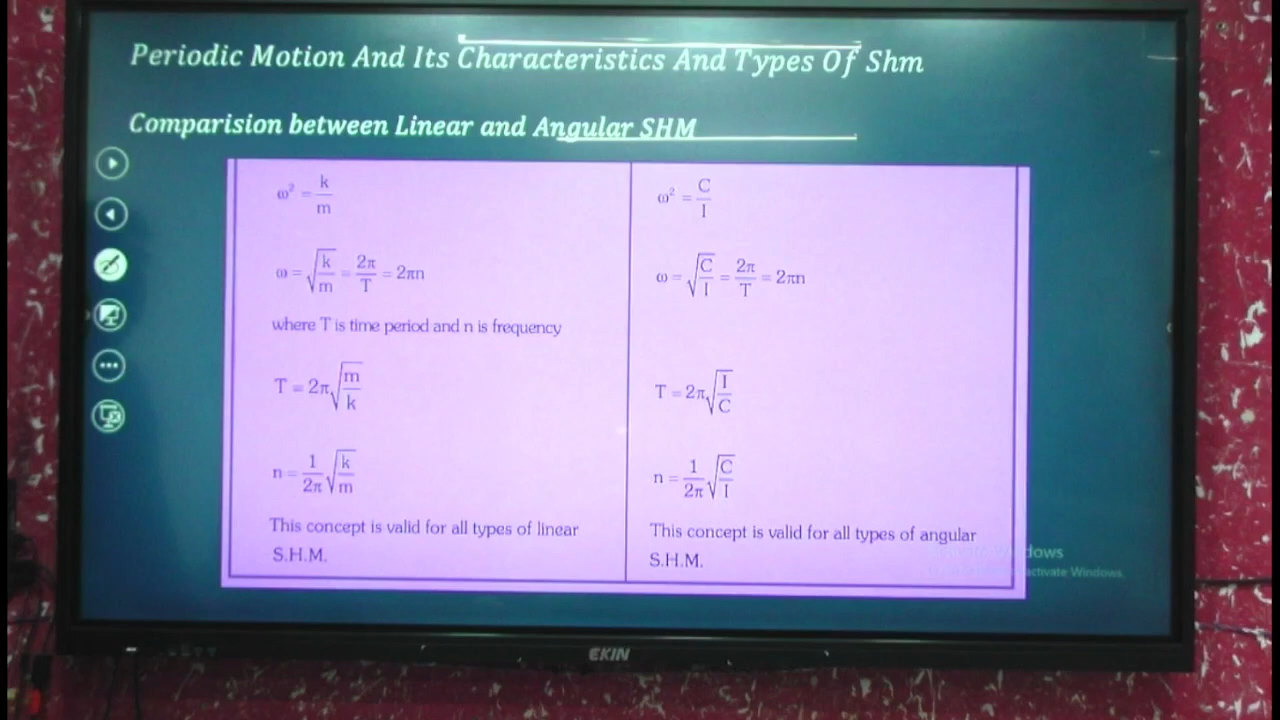 Periodic Motion And Its Characteristics And Types Of Shm
Comparision between Linear and Angular SHM
ω² = k/m
ω = √(k/m) = 2π/T = 2πn
where T is time period and n is frequency
T = 2π√(m/k)
n = 1/2π √(k/m)
This concept is valid for all types of linear
S.H.M.
ω² = C/I
ω = √(C/I) = 2π/T = 2πn
T = 2π√(I/C)
n = 1/2π √(C/I)
This concept is valid for all types of angular
S.H.M.
activate Windows
EKIN